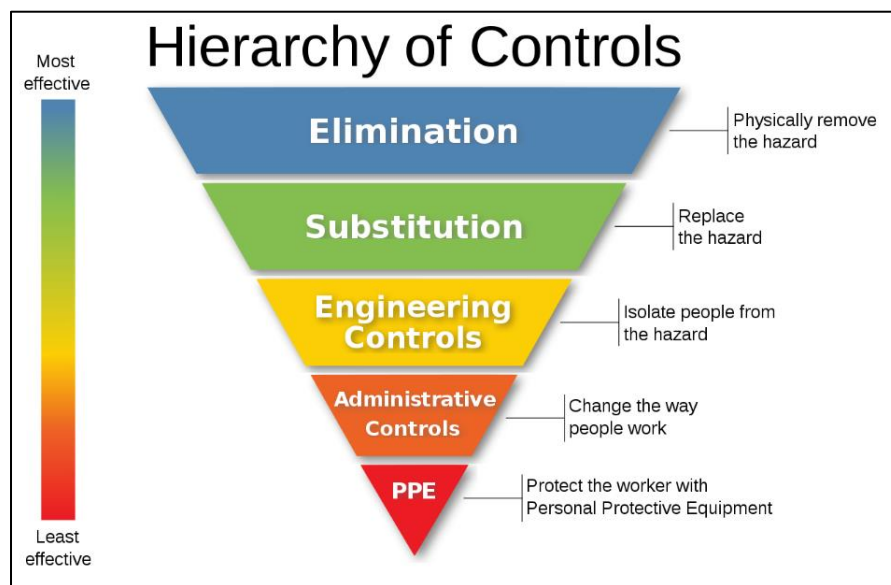 Hierarchy of Controls
Most
effective
Elimination
Physically remove
the hazard
Substitution
Replace
the hazard
Engineering
Controls
Isolate people from
the hazard
Administrative
Controls
Change the way
people work
PPE
Protect the worker with
Personal Protective Equipment
Least
effective